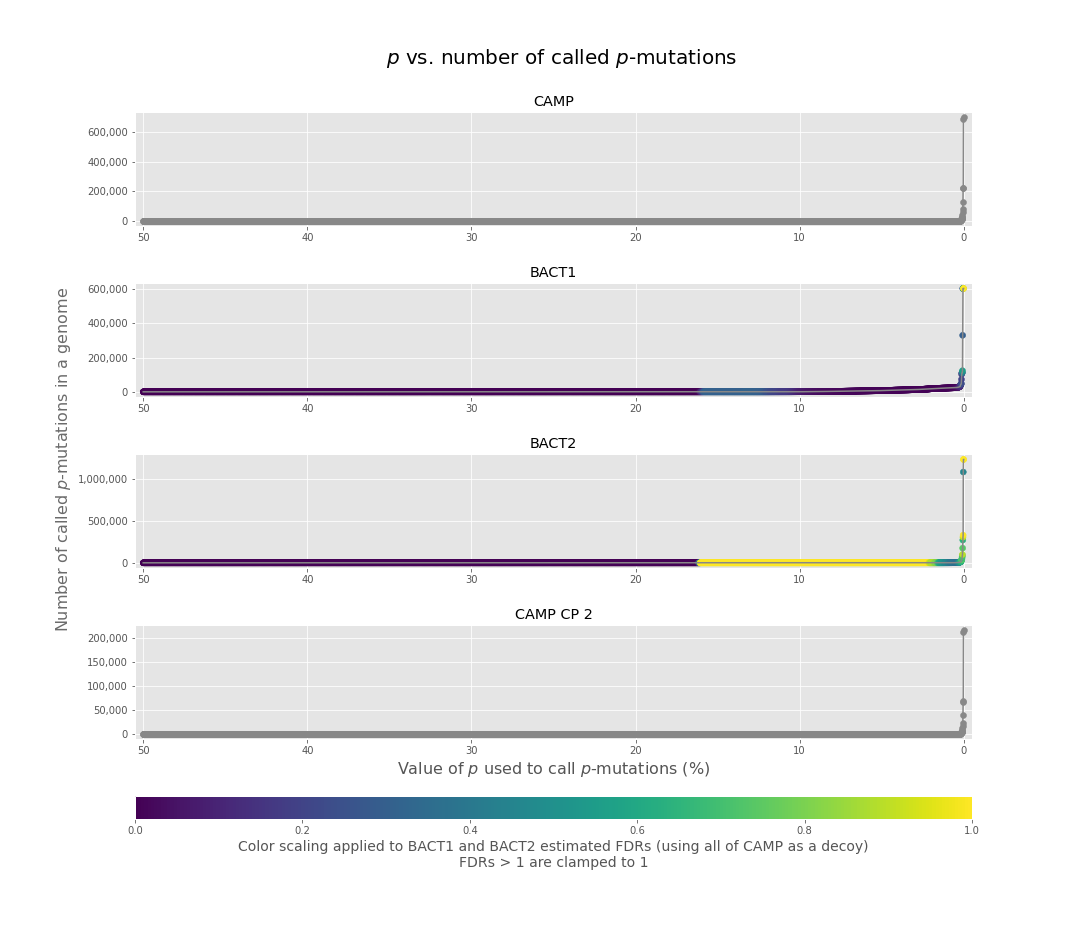 p vs. number of called p-mutations
CAMP
600,000
400,000
200,000
0
50 40 30 20 10 0
BACT1
600,000
400,000
200,000
0
50 40 30 20 10 0
Number of called p-mutations in a genome
BACT2
1,000,000
500,000
0
50 40 30 20 10 0
CAMP CP 2
200,000
150,000
100,000
50,000
0
50 40 30 20 10 0
Value of p used to call p-mutations (%)
0.0 0.2 0.4 0.6 0.8 1.0
Color scaling applied to BACT1 and BACT2 estimated FDRs (using all of CAMP as a decoy)
FDRs > 1 are clamped to 1